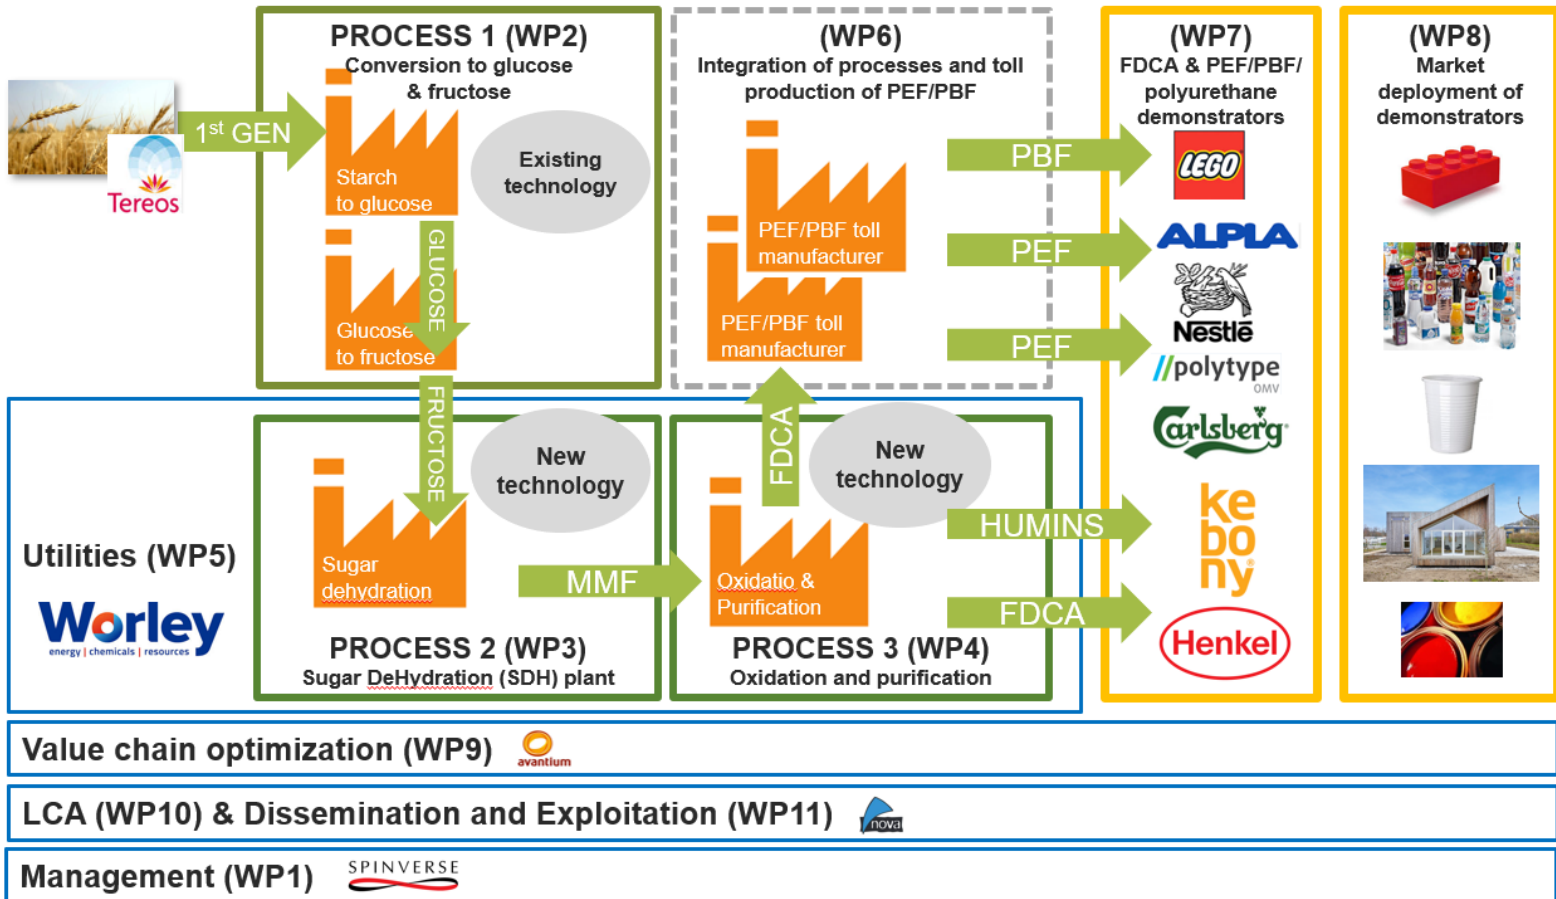 PROCESS 1 (WP2)
Conversion to glucose
& fructose
1st GEN
Tereos
Starch
to glucose
Existing
technology
GLUCOSE
Glucose
to fructose
FRUCTOSE
(WP6)
Integration of processes and toll
production of PEF/PBF
PEF/PBF toll
manufacturer
PEF/PBF toll
manufacturer
PBF
PEF
PEF
(WP7)
FDCA & PEF/PBF/
polyurethane
demonstrators
LEGO
ALPLA
Nestlē
//polytype
OMV
Carlsberg
ke
bo
ny®
Henkel
(WP8)
Market
deployment of
demonstrators
Utilities (WP5)
Worley
energy | chemicals | resources
New
technology
Sugar
dehydration
PROCESS 2 (WP3)
Sugar DeHydration (SDH) plant
MMF
FDCA
New
technology
Oxidatio &
Purification
PROCESS 3 (WP4)
Oxidation and purification
HUMINS
FDCA
Value chain optimization (WP9)
avantium
LCA (WP10) & Dissemination and Exploitation (WP11)
nova
Management (WP1)
SPINVERSE